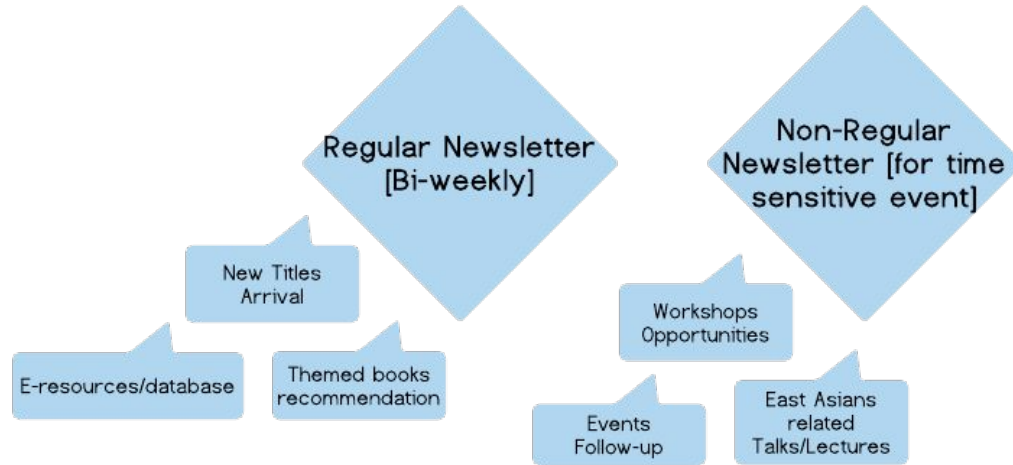 Regular Newsletter
[Bi-weekly]
New Titles
Arrival
E-resources/database
Themed books
recommendation
Non-Regular
Newsletter [for time
sensitive event]
Workshops
Opportunities
Events
Follow-up
East Asians
related
Talks/Lectures